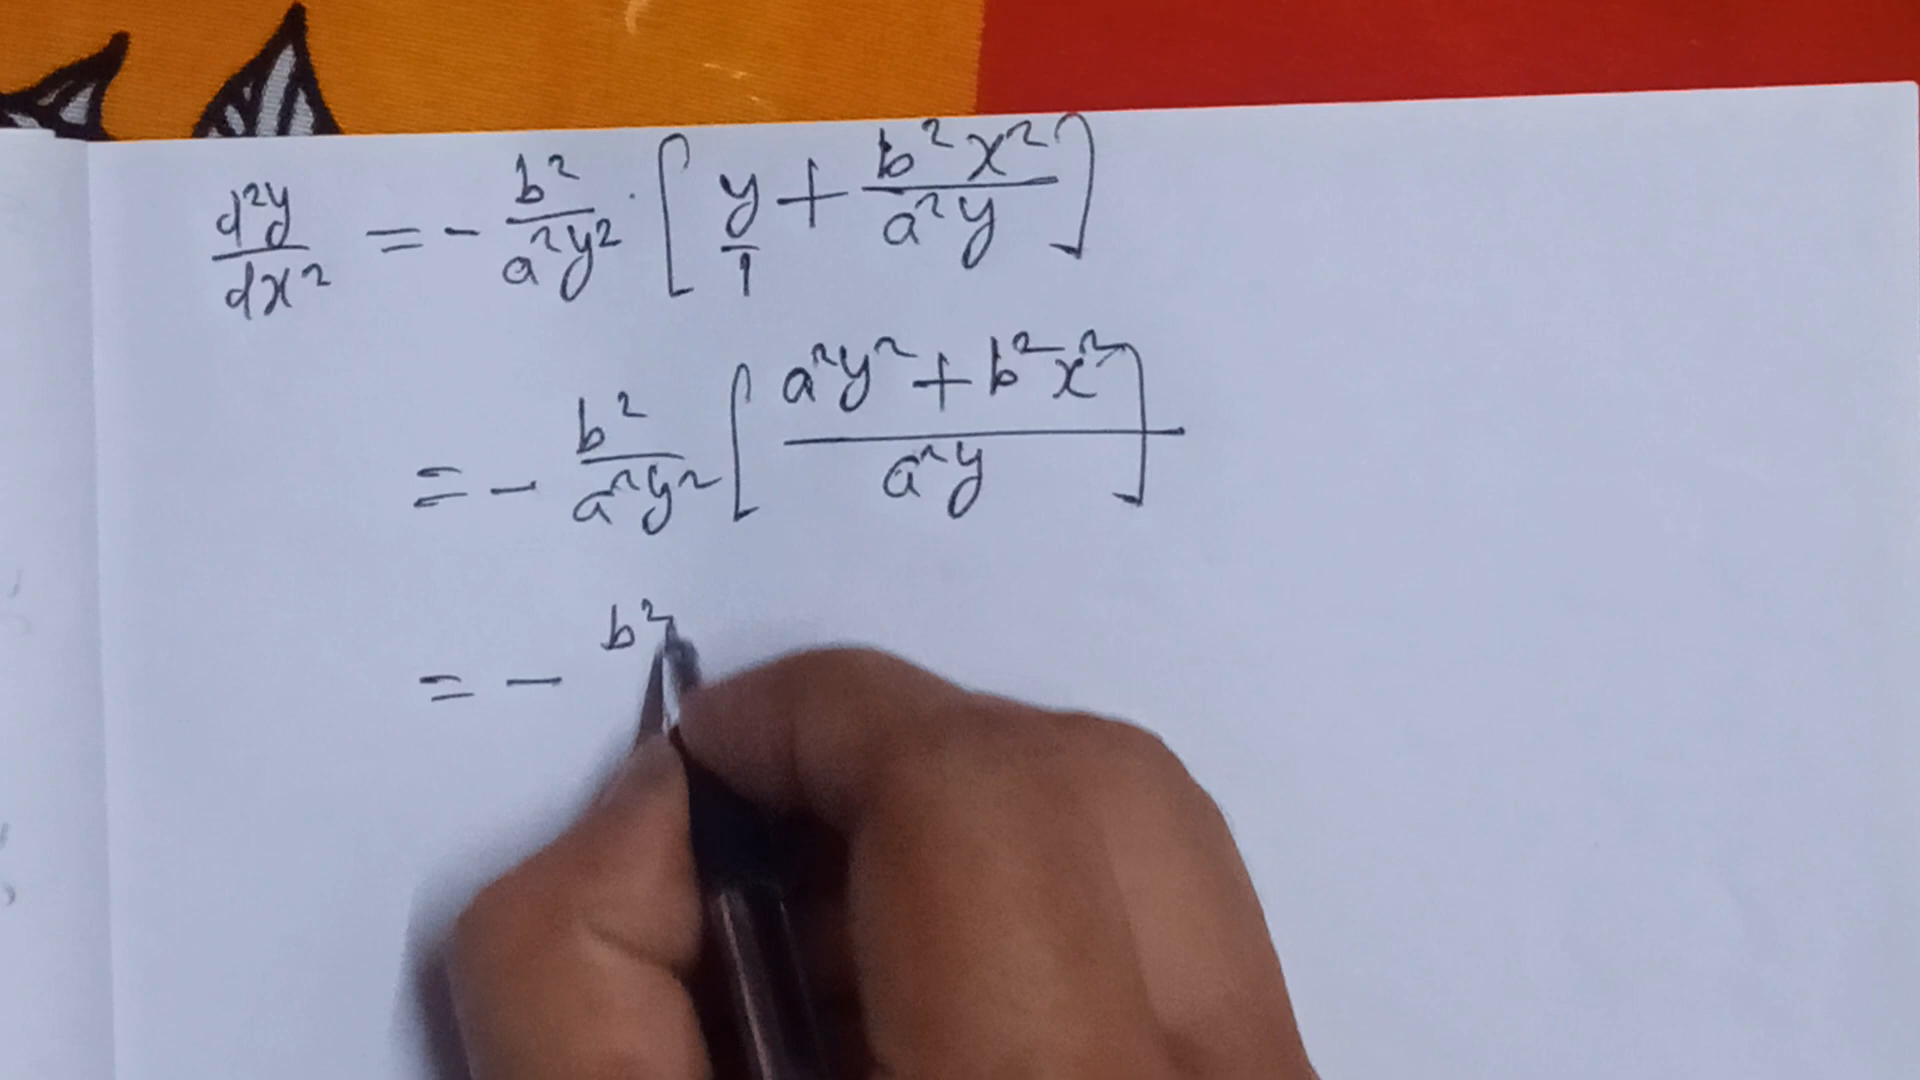 d²y/dx² = - b²/a²y² · [y/1 + b²x²/a²y]
= - b²/a²y² [a²y² + b²x²/a²y]
= - b²